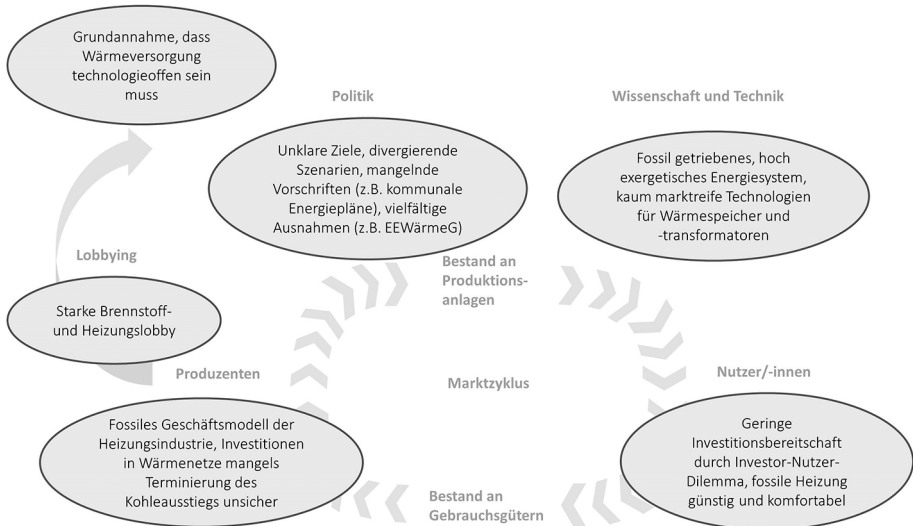 Grundannahme, dass
Wärmeversorgung
technologieoffen sein
muss
Politik
Wissenschaft und Technik
Unklare Ziele, divergierende
Szenarien, mangelnde
Vorschriften (z.B. kommunale
Energiepläne), vielfältige
Ausnahmen (z.B. EEWärmeG)
Fossil getriebenes, hoch
exergetisches Energiesystem,
kaum marktreife Technologien
für Wärmespeicher und
-transformatoren
Lobbying
Bestand an
Produktions-
anlagen
Starke Brennstoff-
und Heizungslobby
Produzenten
Marktzyklus
Nutzer/-innen
Fossiles Geschäftsmodell der
Heizungsindustrie, Investitionen
in Wärmenetze mangels
Terminierung des
Kohleausstiegs unsicher
Geringe
Investitionsbereitschaft
durch Investor-Nutzer-
Dilemma, fossile Heizung
günstig und komfortabel
Bestand an
Gebrauchsgütern